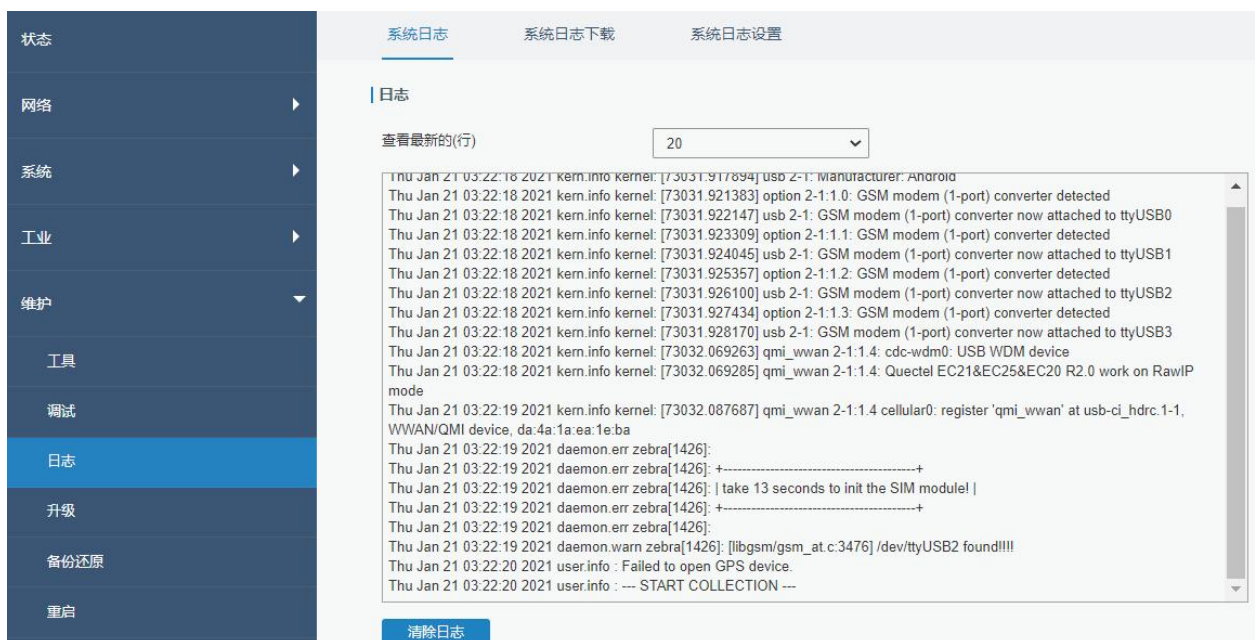 状态
网络
系统
工业
维护
工具
调试
日志
升级
备份还原
重启
系统日志 系统日志下载 系统日志设置
日志
查看最新的(行) 20
Thu Jan 21 03:22:18 2021 kern.info kernel: [73031.917894] usb 2-1: Manufacturer: Android
Thu Jan 21 03:22:18 2021 kern.info kernel: [73031.921383] option 2-1:1.0: GSM modem (1-port) converter detected
Thu Jan 21 03:22:18 2021 kern.info kernel: [73031.922147] usb 2-1: GSM modem (1-port) converter now attached to ttyUSB0
Thu Jan 21 03:22:18 2021 kern.info kernel: [73031.923309] option 2-1:1.1: GSM modem (1-port) converter detected
Thu Jan 21 03:22:18 2021 kern.info kernel: [73031.924045] usb 2-1: GSM modem (1-port) converter now attached to ttyUSB1
Thu Jan 21 03:22:18 2021 kern.info kernel: [73031.925357] option 2-1:1.2: GSM modem (1-port) converter detected
Thu Jan 21 03:22:18 2021 kern.info kernel: [73031.926100] usb 2-1: GSM modem (1-port) converter now attached to ttyUSB2
Thu Jan 21 03:22:18 2021 kern.info kernel: [73031.927434] option 2-1:1.3: GSM modem (1-port) converter detected
Thu Jan 21 03:22:18 2021 kern.info kernel: [73031.928170] usb 2-1: GSM modem (1-port) converter now attached to ttyUSB3
Thu Jan 21 03:22:18 2021 kern.info kernel: [73032.069263] qmi_wwan 2-1:1.4: cdc-wdm0: USB WDM device
Thu Jan 21 03:22:18 2021 kern.info kernel: [73032.069285] qmi_wwan 2-1:1.4: Quectel EC21&EC25&EC20 R2.0 work on RawIP
mode
Thu Jan 21 03:22:19 2021 kern.info kernel: [73032.087687] qmi_wwan 2-1:1.4 cellular0: register 'qmi_wwan' at usb-ci_hdrc.1-1,
WWAN/QMI device, da:4a:1a:ea:1e:ba
Thu Jan 21 03:22:19 2021 daemon.err zebra[1426]:
Thu Jan 21 03:22:19 2021 daemon.err zebra[1426]: +-----------------------------------------+
Thu Jan 21 03:22:19 2021 daemon.err zebra[1426]: | take 13 seconds to init the SIM module! |
Thu Jan 21 03:22:19 2021 daemon.err zebra[1426]: +-----------------------------------------+
Thu Jan 21 03:22:19 2021 daemon.err zebra[1426]:
Thu Jan 21 03:22:19 2021 daemon.warn zebra[1426]: [libgsm/gsm_at.c:3476] /dev/ttyUSB2 found!!!!
Thu Jan 21 03:22:20 2021 user.info : Failed to open GPS device.
Thu Jan 21 03:22:20 2021 user.info : --- START COLLECTION ---
清除日志